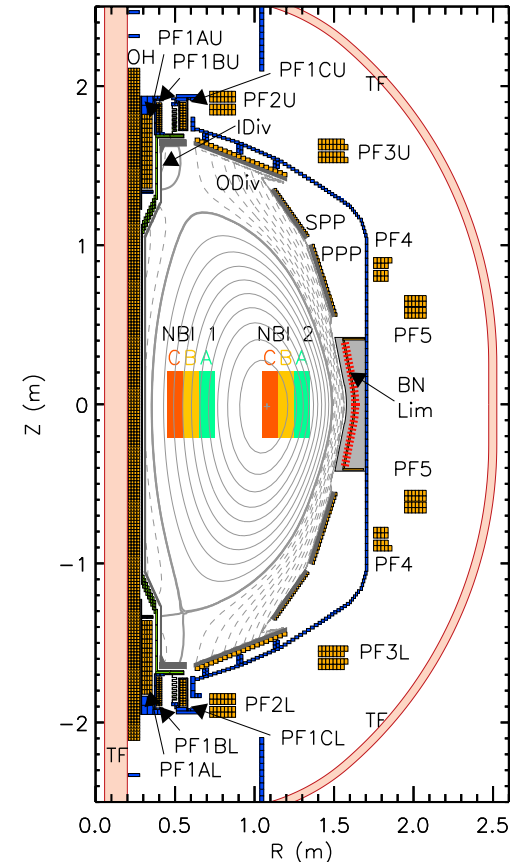 PF1AU
OH
PF1BU
PF1CU
TF
PF2U
IDiv
PF3U
ODiv
SPP
PF4
PPP
PF5
NBI 1
NBI 2
C B A
C B A
BN
Lim
PF5
PF4
PF3L
PF2L
TF
PF1CL
PF1BL
TF
PF1AL
2
1
0
−1
−2
Z (m)
0.0 0.5 1.0 1.5 2.0 2.5
R (m)